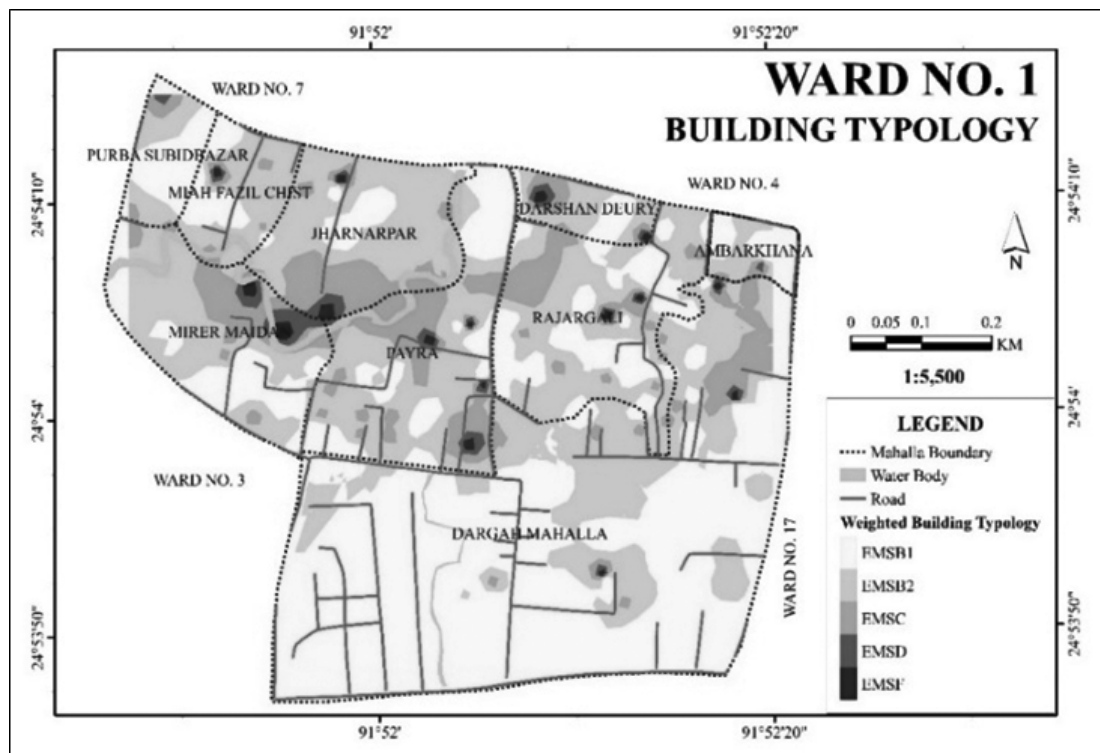 91°52'
91°52'20"
WARD NO. 1
BUILDING TYPOLOGY
WARD NO. 7
PURBA SUBIDBAZAR
MIAH FAZIL CHIST
24°54'10"
24°54'10"
WARD NO. 4
DARSHAN DEURY
JHARNARPAR
AMBARKHANA
N
MIRER MAIDA
RAJARGALI
PAYRA
0 0.05 0.1 0.2
KM
1:5,500
24°54'
24°54'
LEGEND
Mahalla Boundary
Water Body
Road
Weighted Building Typology
EMSB1
EMSB2
EMSC
EMSD
EMSF
WARD NO. 3
DARGAH MAHALLA
WARD NO. 17
24°53'50"
24°53'50"
91°52'
91°52'20"